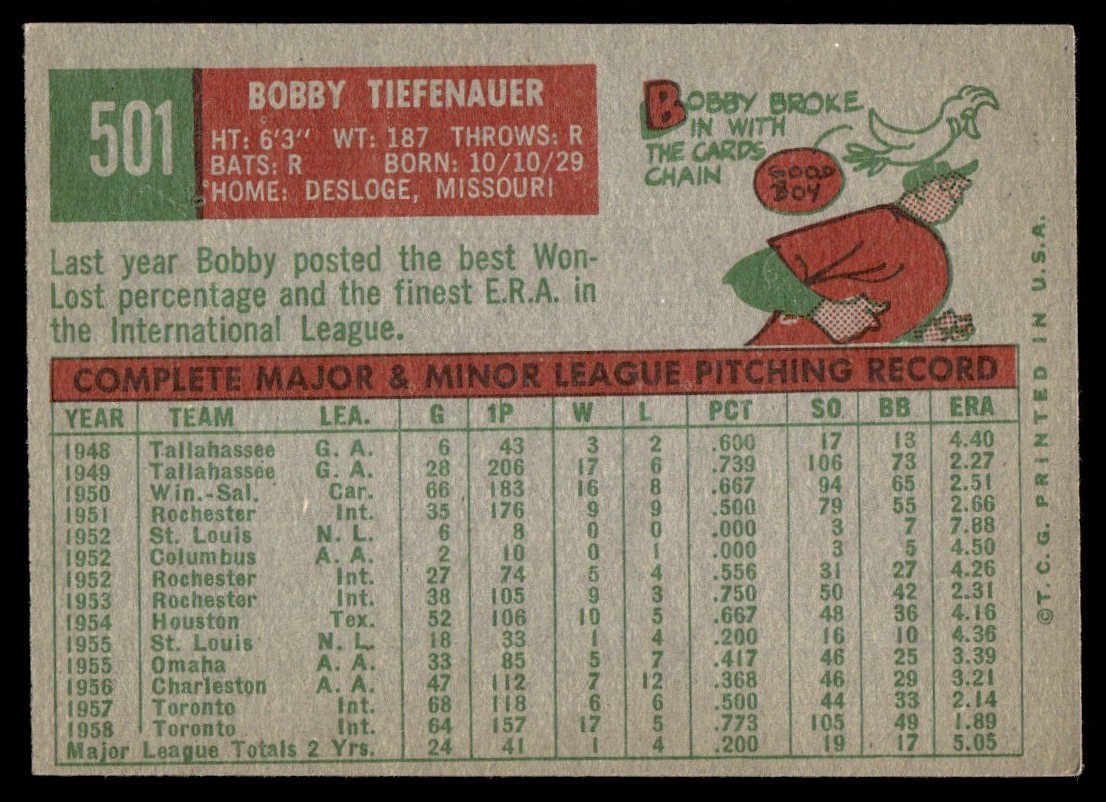 501
BOBBY TIEFENAUER
HT: 6'3" WT: 187 THROWS: R
BATS: R BORN: 10/10/29
HOME: DESLOGE, MISSOURI
BOBBY BROKE
IN WITH
THE CARDS
CHAIN
GOOD
BOY
Last year Bobby posted the best Won-
Lost percentage and the finest E.R.A. in
the International League.
COMPLETE MAJOR & MINOR LEAGUE PITCHING RECORD
YEAR TEAM LEA. G IP W L PCT SO BB ERA
1948 Tallahassee G. A. 6 43 3 2 .600 17 13 4.40
1949 Tallahassee G. A. 28 206 17 6 .739 106 73 2.27
1950 Win.-Sal. Car. 66 183 16 8 .667 94 65 2.51
1951 Rochester Int. 35 176 9 9 .500 79 55 2.66
1952 St. Louis N. L. 6 8 0 0 .000 3 7 7.88
1952 Columbus A. A. 2 10 0 1 .000 3 5 4.50
1952 Rochester Int. 27 74 5 4 .556 31 27 4.26
1953 Rochester Int. 38 105 9 3 .750 50 42 2.31
1954 Houston Tex. 52 106 10 5 .667 48 36 4.16
1955 St. Louis N. L. 18 33 1 4 .200 16 10 4.36
1955 Omaha A. A. 33 85 5 7 .417 46 25 3.39
1956 Charleston A. A. 47 112 7 12 .368 46 29 3.21
1957 Toronto Int. 68 118 6 6 .500 44 33 2.14
1958 Toronto Int. 64 157 17 5 .773 105 49 1.89
Major League Totals 2 Yrs. 24 41 1 4 .200 19 17 5.05
©T. C. G. PRINTED IN U.S.A.